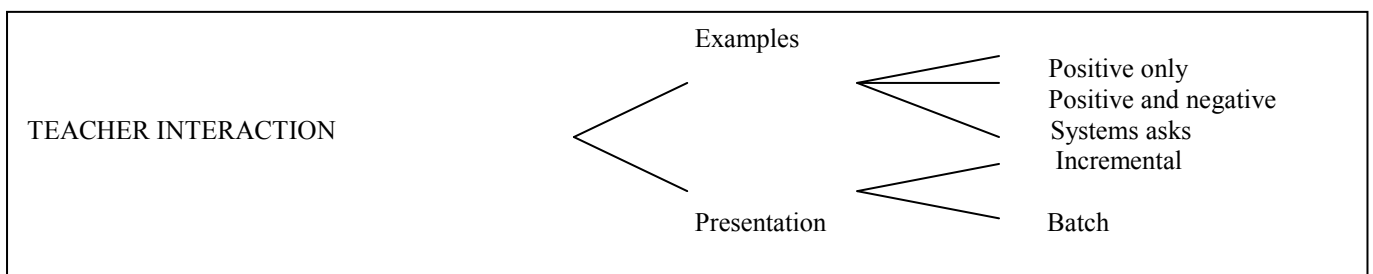 Examples
Positive only
Positive and negative
TEACHER INTERACTION
Systems asks
Incremental
Presentation
Batch